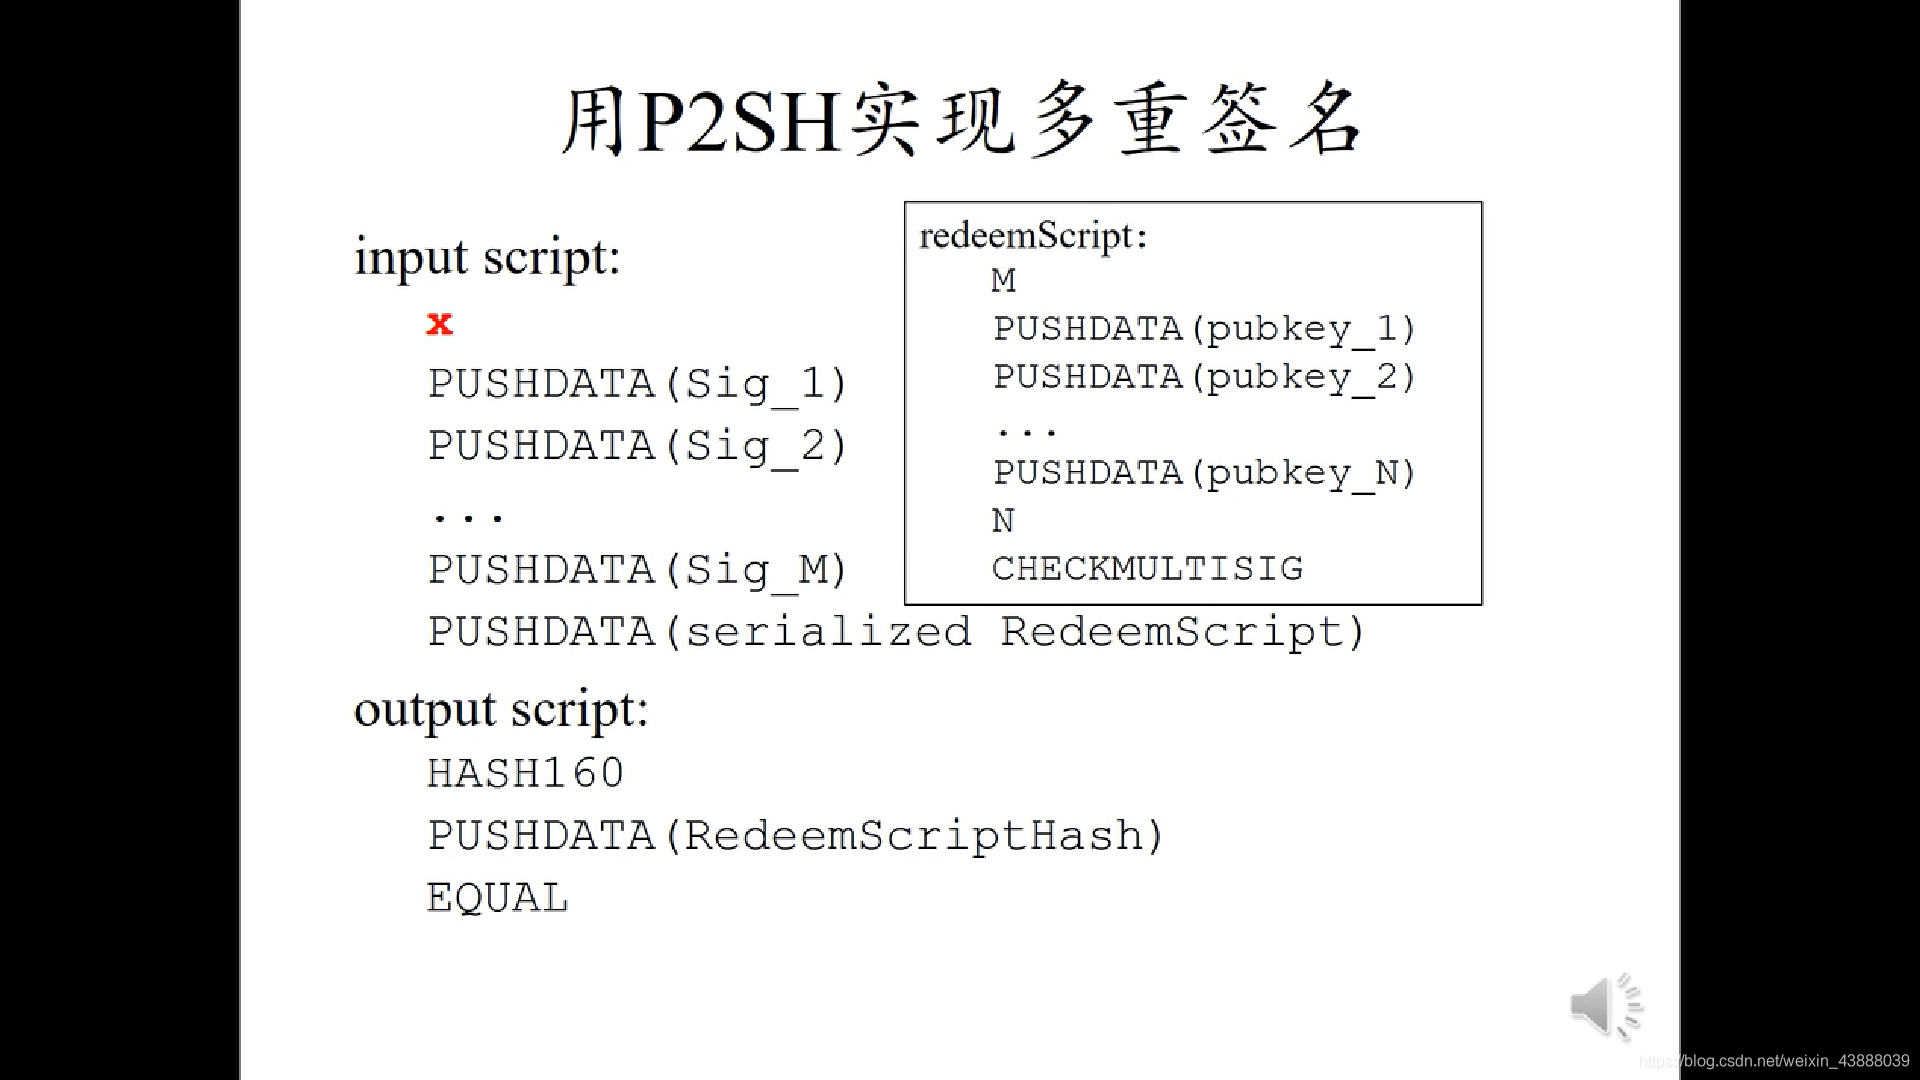 用P2SH实现多重签名
input script:
x
PUSHDATA(Sig_1)
PUSHDATA(Sig_2)
...
PUSHDATA(Sig_M)
PUSHDATA(serialized RedeemScript)
redeemScript:
M
PUSHDATA(pubkey_1)
PUSHDATA(pubkey_2)
...
PUSHDATA(pubkey_N)
N
CHECKMULTISIG
output script:
HASH160
PUSHDATA(RedeemScriptHash)
EQUAL
https://blog.csdn.net/weixin_43888039